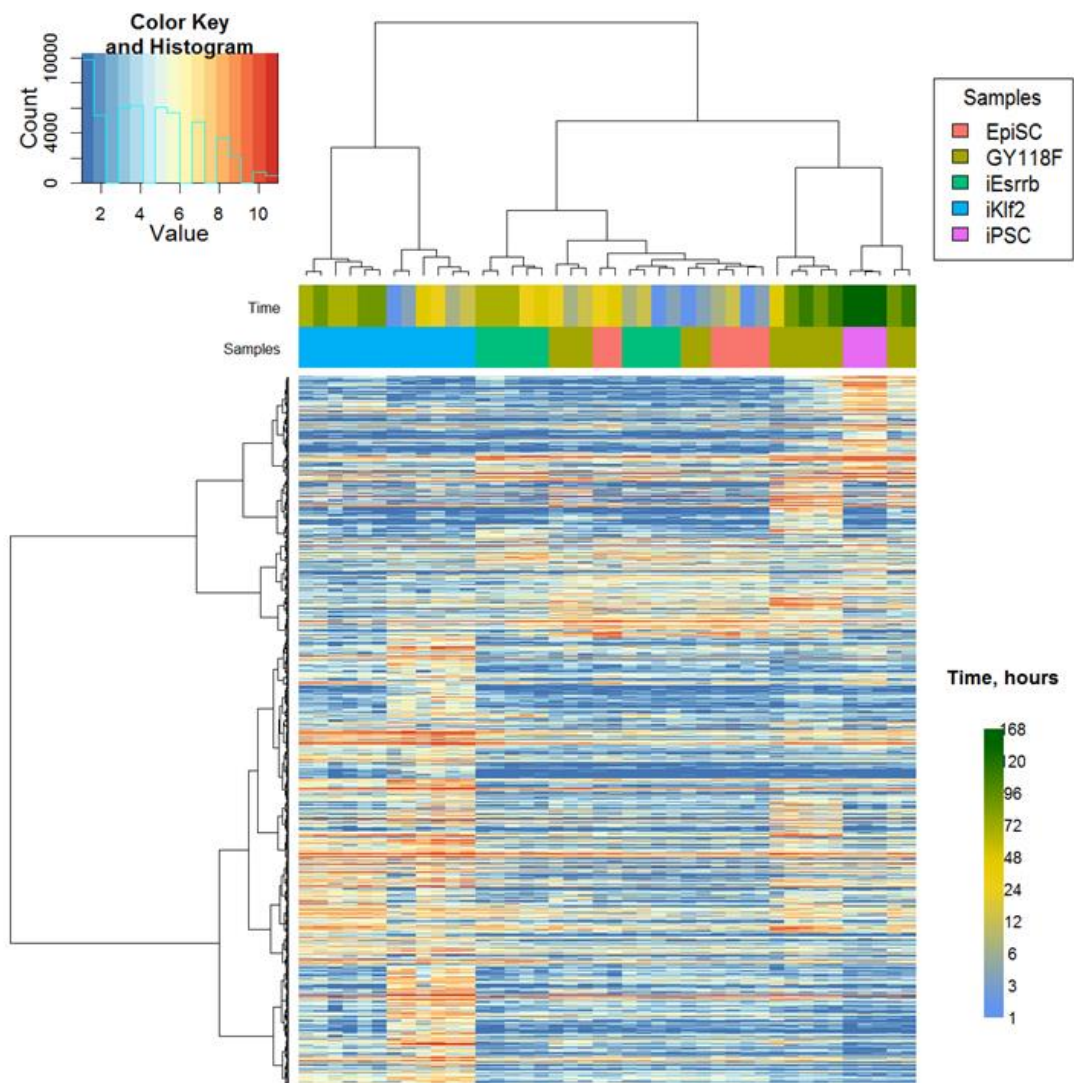 Color Key
and Histogram
Count
0
4000
10000
2
4
6
8
10
Value
Samples
EpiSC
GY118F
iEsrrb
iKlf2
iPSC
Time
Samples
Time, hours
168
120
96
72
48
24
12
6
3
1